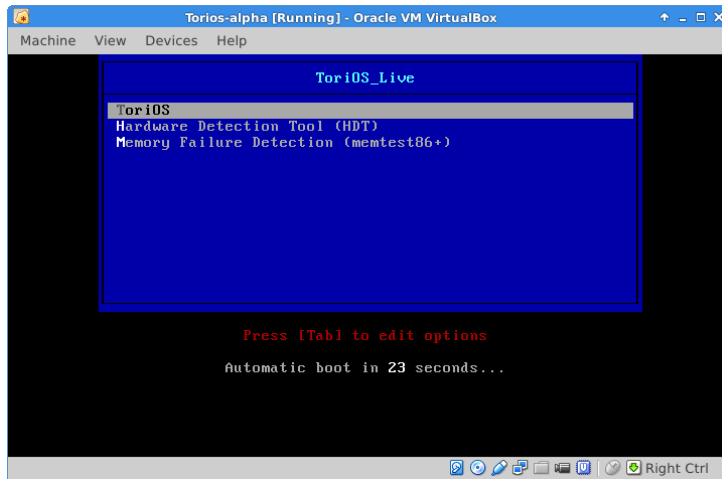 Torios-alpha [Running] - Oracle VM VirtualBox
Machine View Devices Help
ToriOS_Live
ToriOS
Hardware Detection Tool (HDT)
Memory Failure Detection (memtest86+)
Press [Tab] to edit options
Automatic boot in 23 seconds...
Right Ctrl